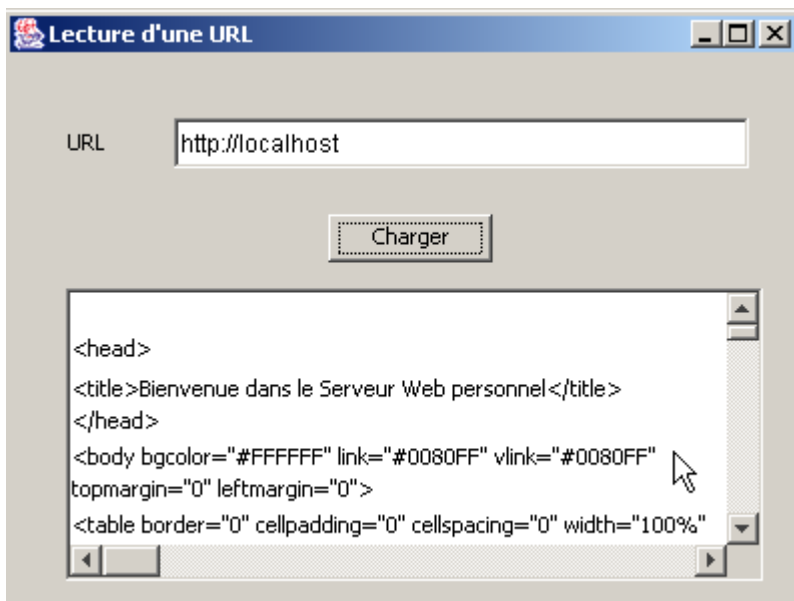 Lecture d'une URL
URL
http://localhost
Charger
<head>
<title>Bienvenue dans le Serveur Web personnel</title>
</head>
<body bgcolor="#FFFFFF" link="#0080FF" vlink="#0080FF"
topmargin="0" leftmargin="0">
<table border="0" cellpadding="0" cellspacing="0" width="100%"